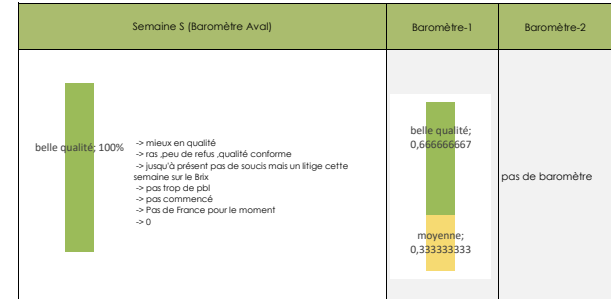 Semaine S (Baromètre Aval)
Baromètre-1
Baromètre-2
belle qualité; 100%
-> mieux en qualité
-> ras ,peu de refus ,qualité conforme
-> jusqu'à présent pas de soucis mais un litige cette
semaine sur le Brix
-> pas trop de pbl
-> pas commencé
-> Pas de France pour le moment
-> 0
belle qualité;
0,666666667
moyenne;
0,333333333
pas de baromètre